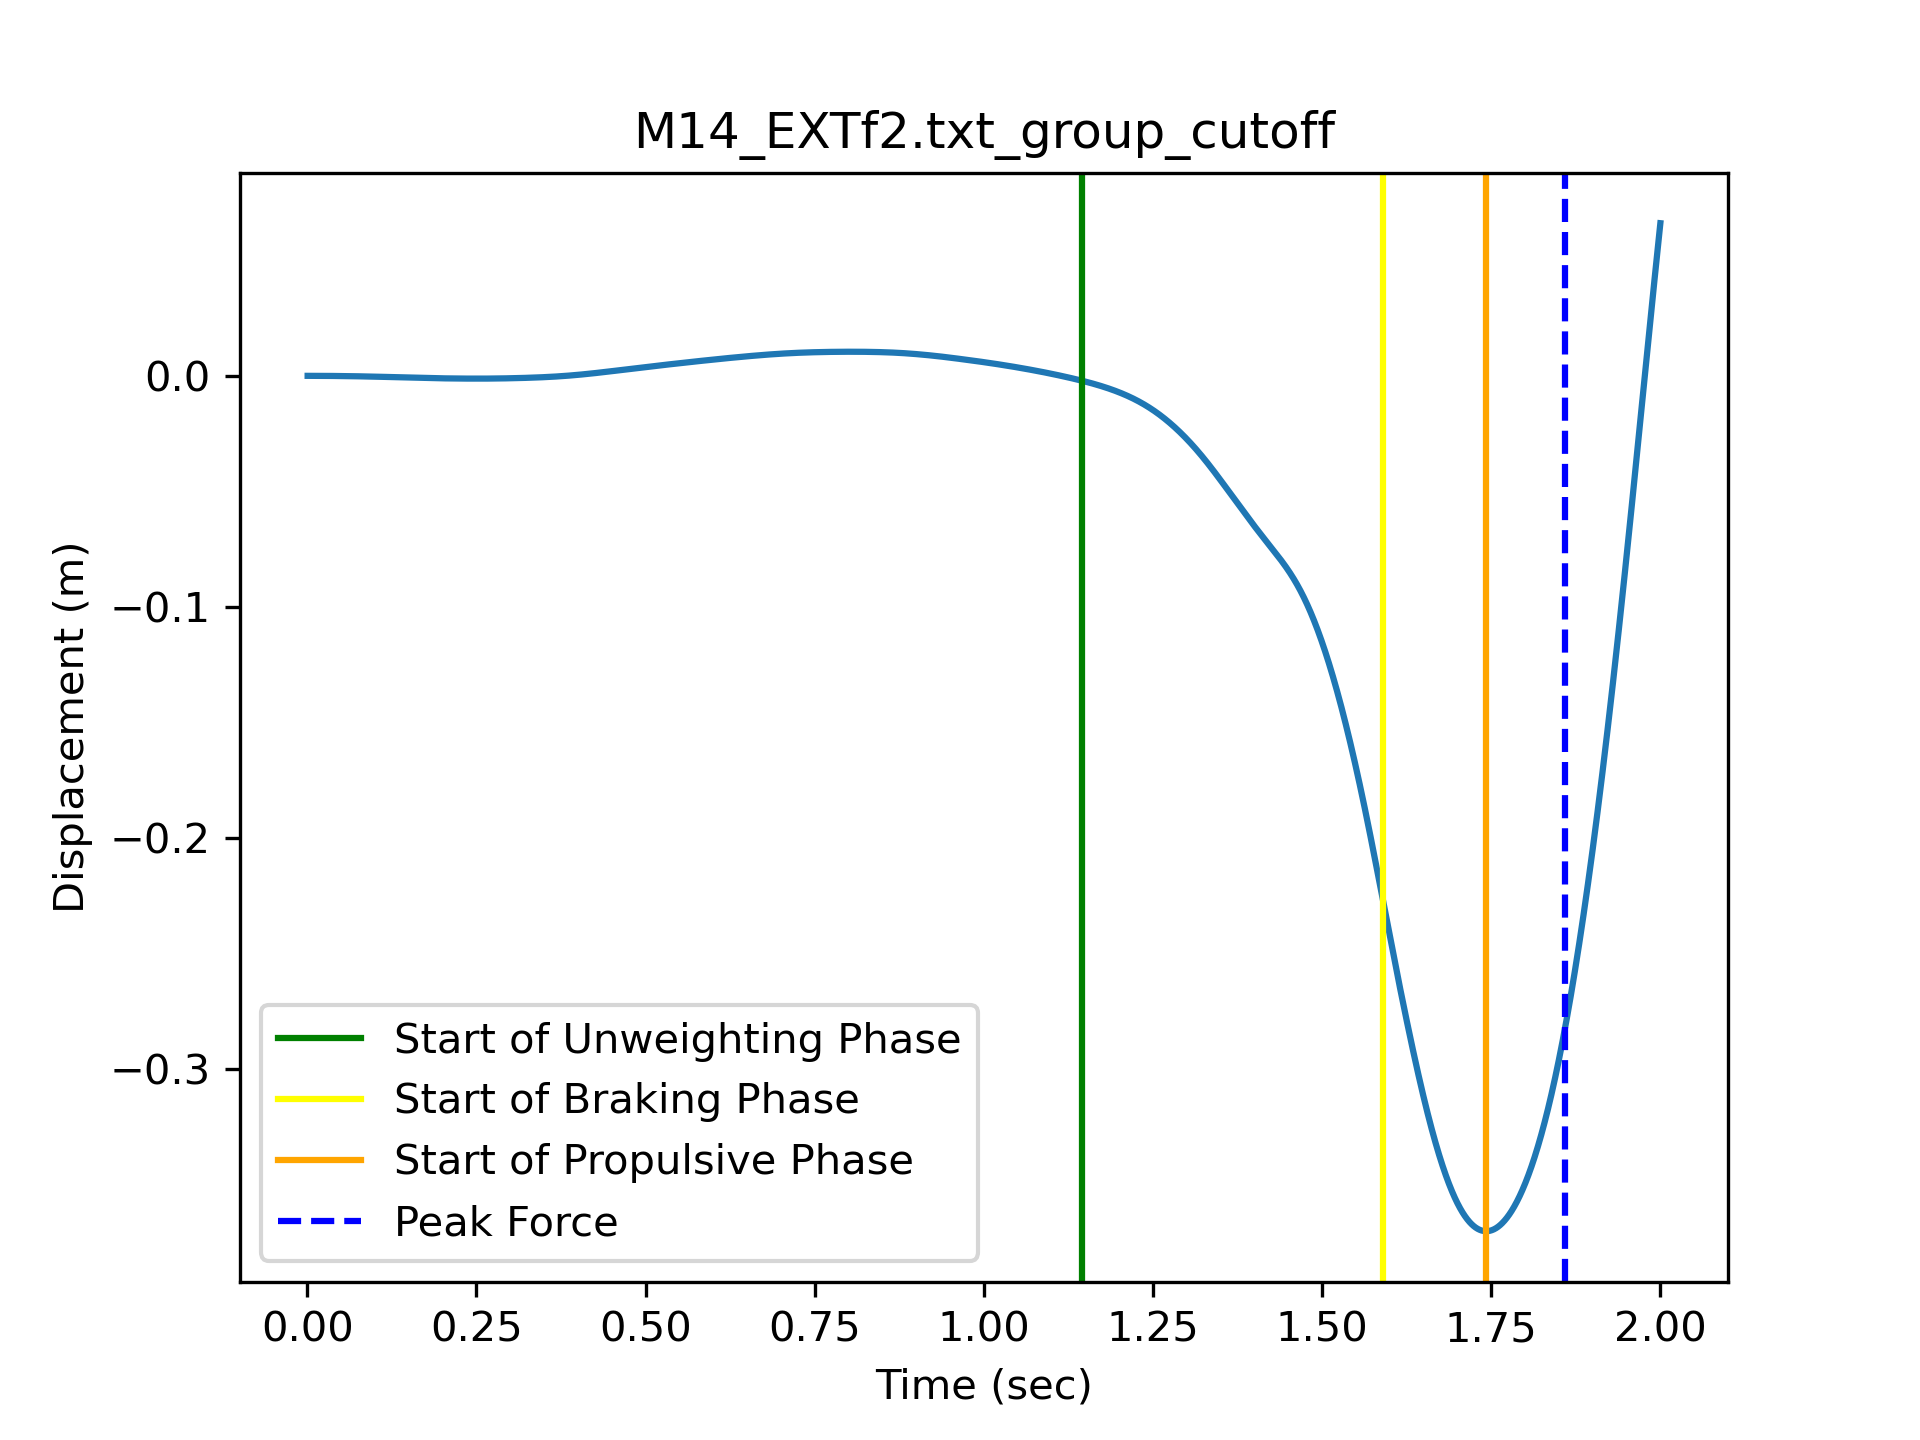 M14_EXTf2.txt_group_cutoff
Displacement (m)
0.0
−0.1
−0.2
−0.3
Start of Unweighting Phase
Start of Braking Phase
Start of Propulsive Phase
Peak Force
0.00 0.25 0.50 0.75 1.00 1.25 1.50 1.75 2.00
Time (sec)